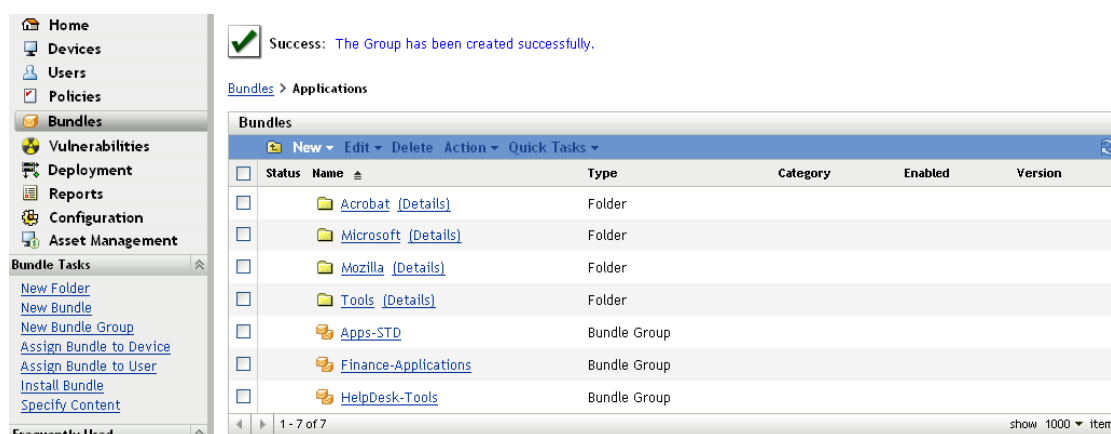 Home
Devices
Users
Policies
Bundles
Vulnerabilities
Deployment
Reports
Configuration
Asset Management
Bundle Tasks
New Folder
New Bundle
New Bundle Group
Assign Bundle to Device
Assign Bundle to User
Install Bundle
Specify Content
Frequently Used
Success: The Group has been created successfully.
Bundles > Applications
Bundles
New Edit Delete Action Quick Tasks
Status Name Type Category Enabled Version
Acrobat (Details) Folder
Microsoft (Details) Folder
Mozilla (Details) Folder
Tools (Details) Folder
Apps-STD Bundle Group
Finance-Applications Bundle Group
HelpDesk-Tools Bundle Group
1 - 7 of 7 show 1000